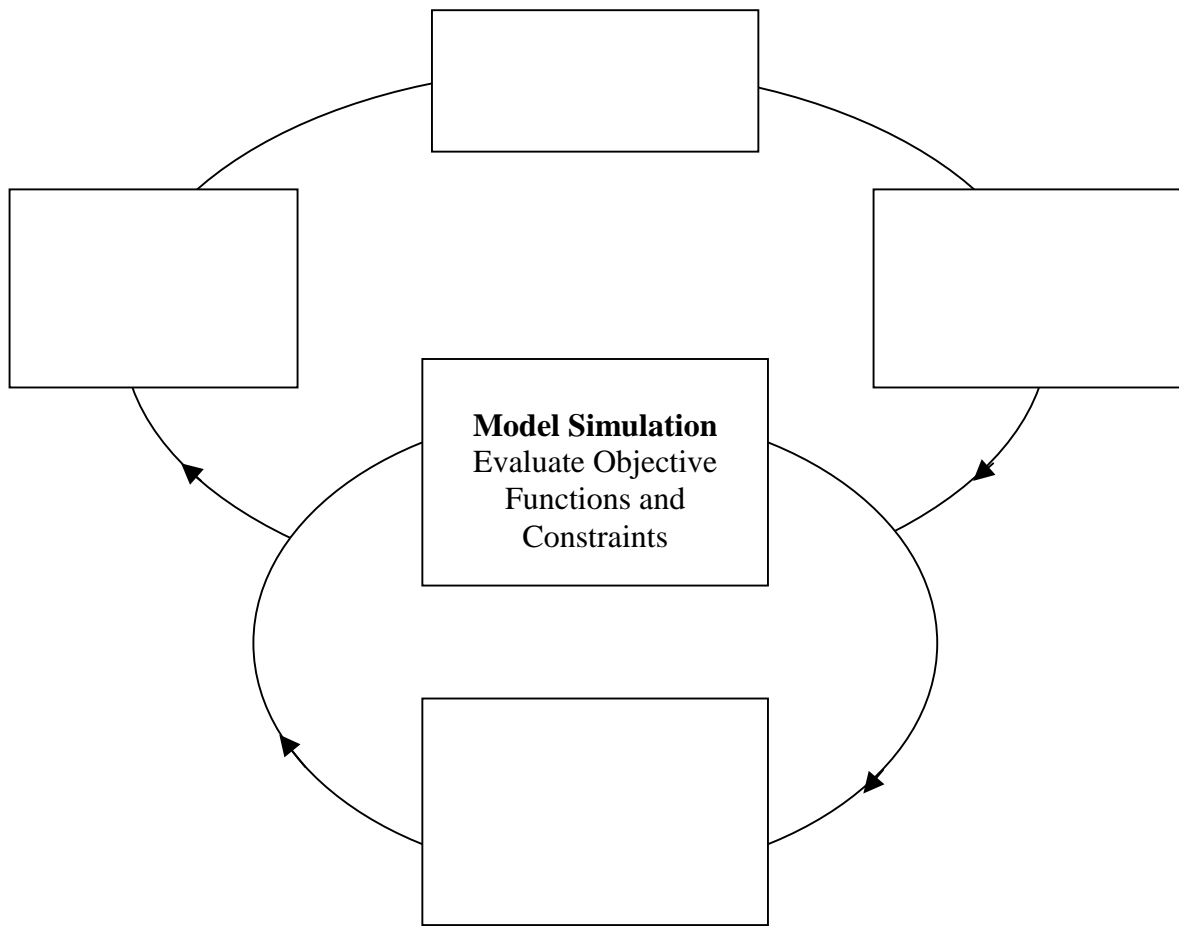 Model Simulation
Evaluate Objective
Functions and
Constraints